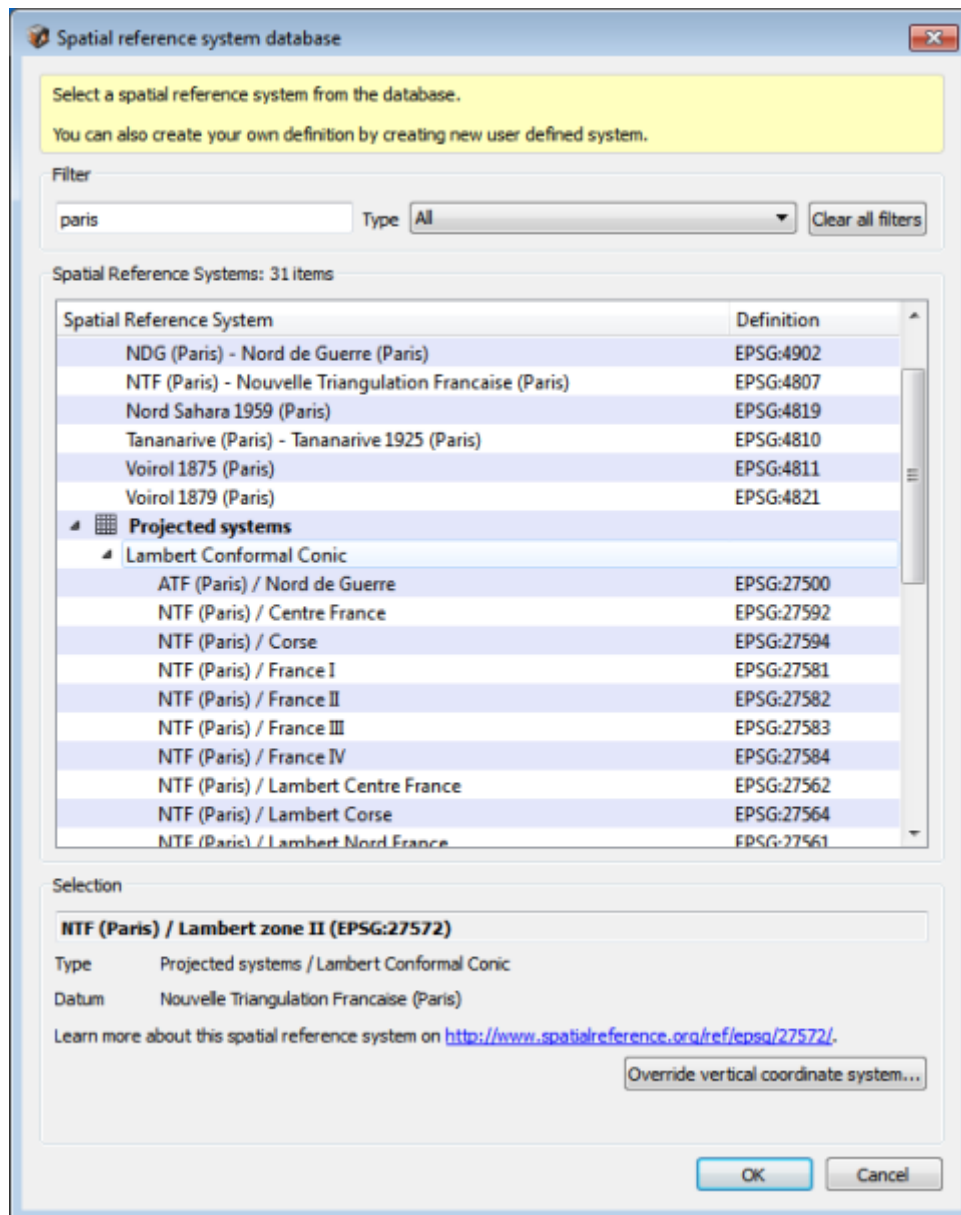 Spatial reference system database
Select a spatial reference system from the database.
You can also create your own definition by creating new user defined system.
Filter
paris Type All Clear all filters
Spatial Reference Systems: 31 items
Spatial Reference System Definition
NDG (Paris) - Nord de Guerre (Paris) EPSG:4902
NTF (Paris) - Nouvelle Triangulation Francaise (Paris) EPSG:4807
Nord Sahara 1959 (Paris) EPSG:4819
Tananarive (Paris) - Tananarive 1925 (Paris) EPSG:4810
Voirol 1875 (Paris) EPSG:4811
Voirol 1879 (Paris) EPSG:4821
Projected systems
Lambert Conformal Conic
ATF (Paris) / Nord de Guerre EPSG:27500
NTF (Paris) / Centre France EPSG:27592
NTF (Paris) / Corse EPSG:27594
NTF (Paris) / France I EPSG:27581
NTF (Paris) / France II EPSG:27582
NTF (Paris) / France III EPSG:27583
NTF (Paris) / France IV EPSG:27584
NTF (Paris) / Lambert Centre France EPSG:27562
NTF (Paris) / Lambert Corse EPSG:27564
NTF (Paris) / Lambert Nord France EPSG:27561
Selection
NTF (Paris) / Lambert zone II (EPSG:27572)
Type Projected systems / Lambert Conformal Conic
Datum Nouvelle Triangulation Francaise (Paris)
Learn more about this spatial reference system on http://www.spatialreference.org/ref/epsg/27572/.
Override vertical coordinate system...
OK Cancel